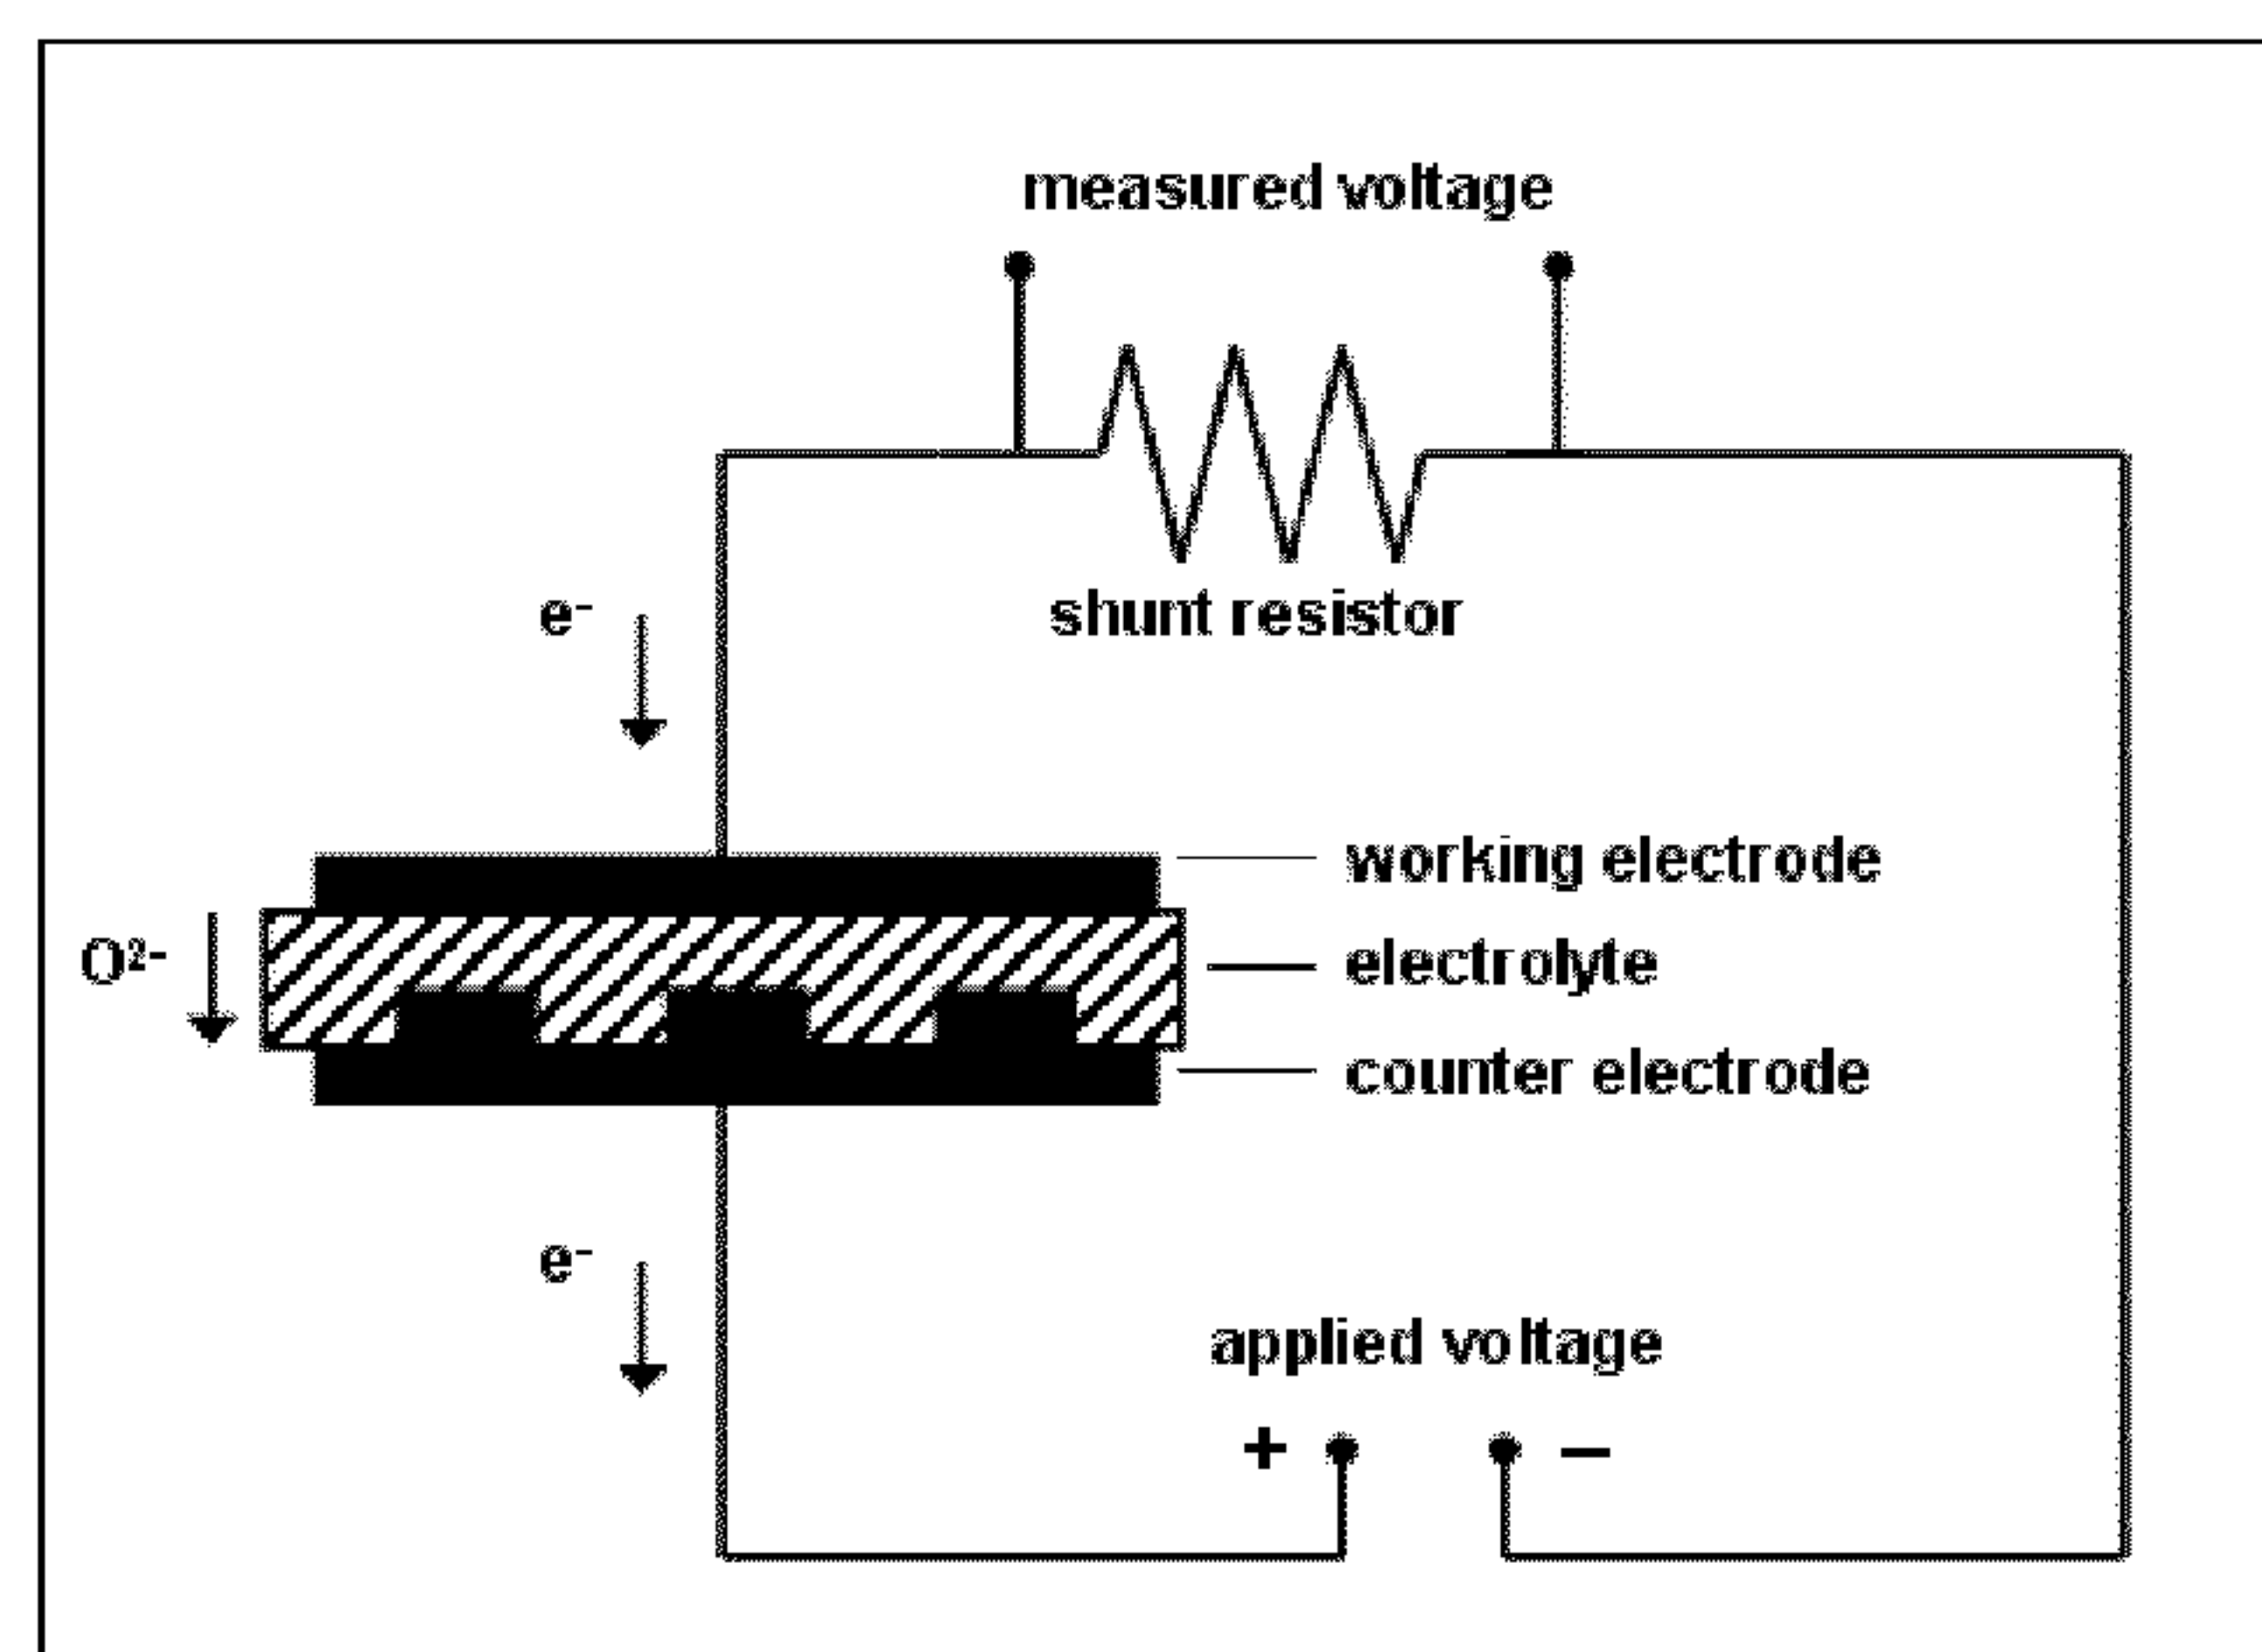 measured voltage
shunt resistor
e⁻
working electrode
O²⁻
electrolyte
counter electrode
e⁻
applied voltage
+ −